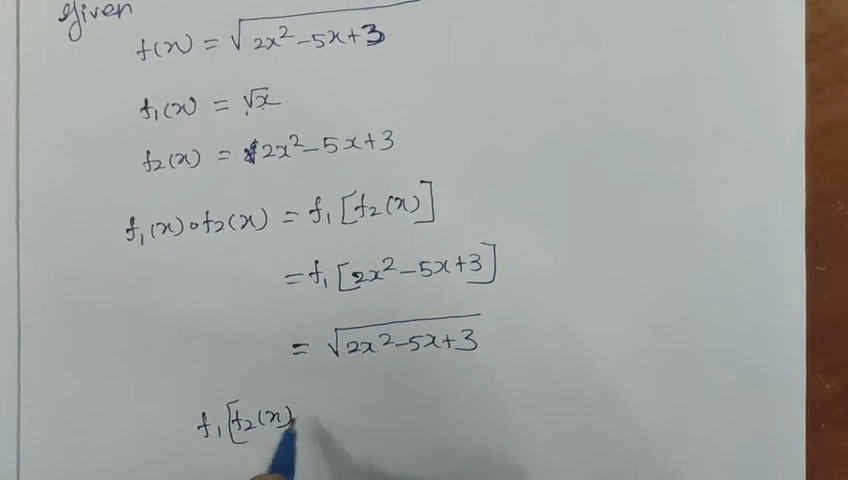 Given
f(x) = √2x²-5x+3
f₁(x) = √x
f₂(x) = 2x²-5x+3
f₁(x)∘f₂(x) = f₁[f₂(x)]
= f₁[2x²-5x+3]
= √2x²-5x+3
f₁[f₂(x)